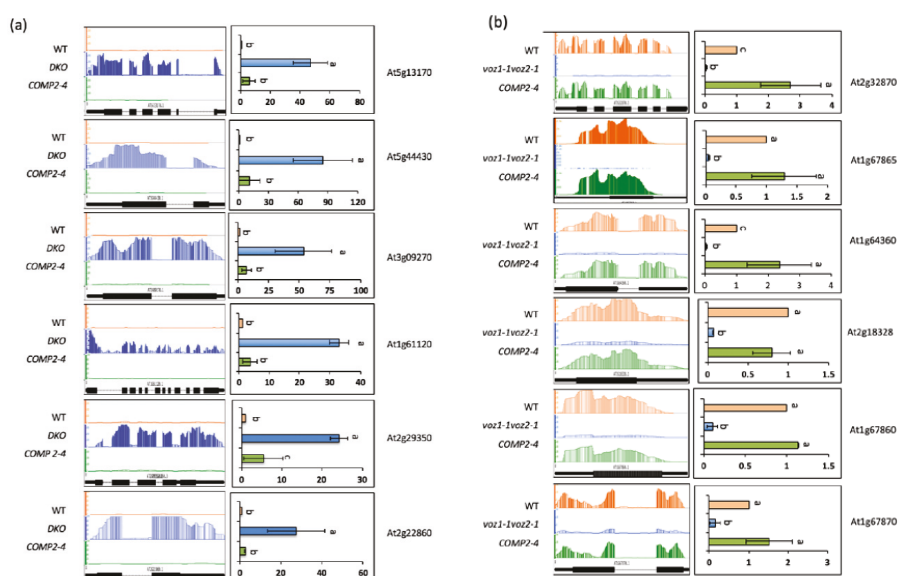 (a)
WT
DKO
COMP2-4
b
a
b
0 20 40 60 80
At5g13170
WT
DKO
COMP2-4
b
a
b
0 30 60 90 120
At5g44430
WT
DKO
COMP2-4
b
a
b
0 25 50 75 100
At3g09270
WT
DKO
COMP2-4
b
a
b
0 10 20 30 40
At1g61120
WT
DKO
COMP 2-4
b
a
c
0 10 20 30
At2g29350
WT
DKO
COMP2-4
b
a
b
0 20 40 60
At2g22860
(b)
WT
voz1-1voz2-1
COMP2-4
c
b
a
0 1 2 3 4
At2g32870
WT
voz1-1voz2-1
COMP2-4
a
b
a
0 0.5 1 1.5 2
At1g67865
WT
voz1-1voz2-1
COMP2-4
c
b
a
0 1 2 3 4
At1g64360
WT
voz1-1voz2-1
COMP2-4
a
b
a
0 0.5 1 1.5
At2g18328
WT
voz1-1voz2-1
COMP2-4
a
b
a
0 0.5 1 1.5
At1g67860
WT
voz1-1voz2-1
COMP2-4
a
b
a
0 1 2 3
At1g67870